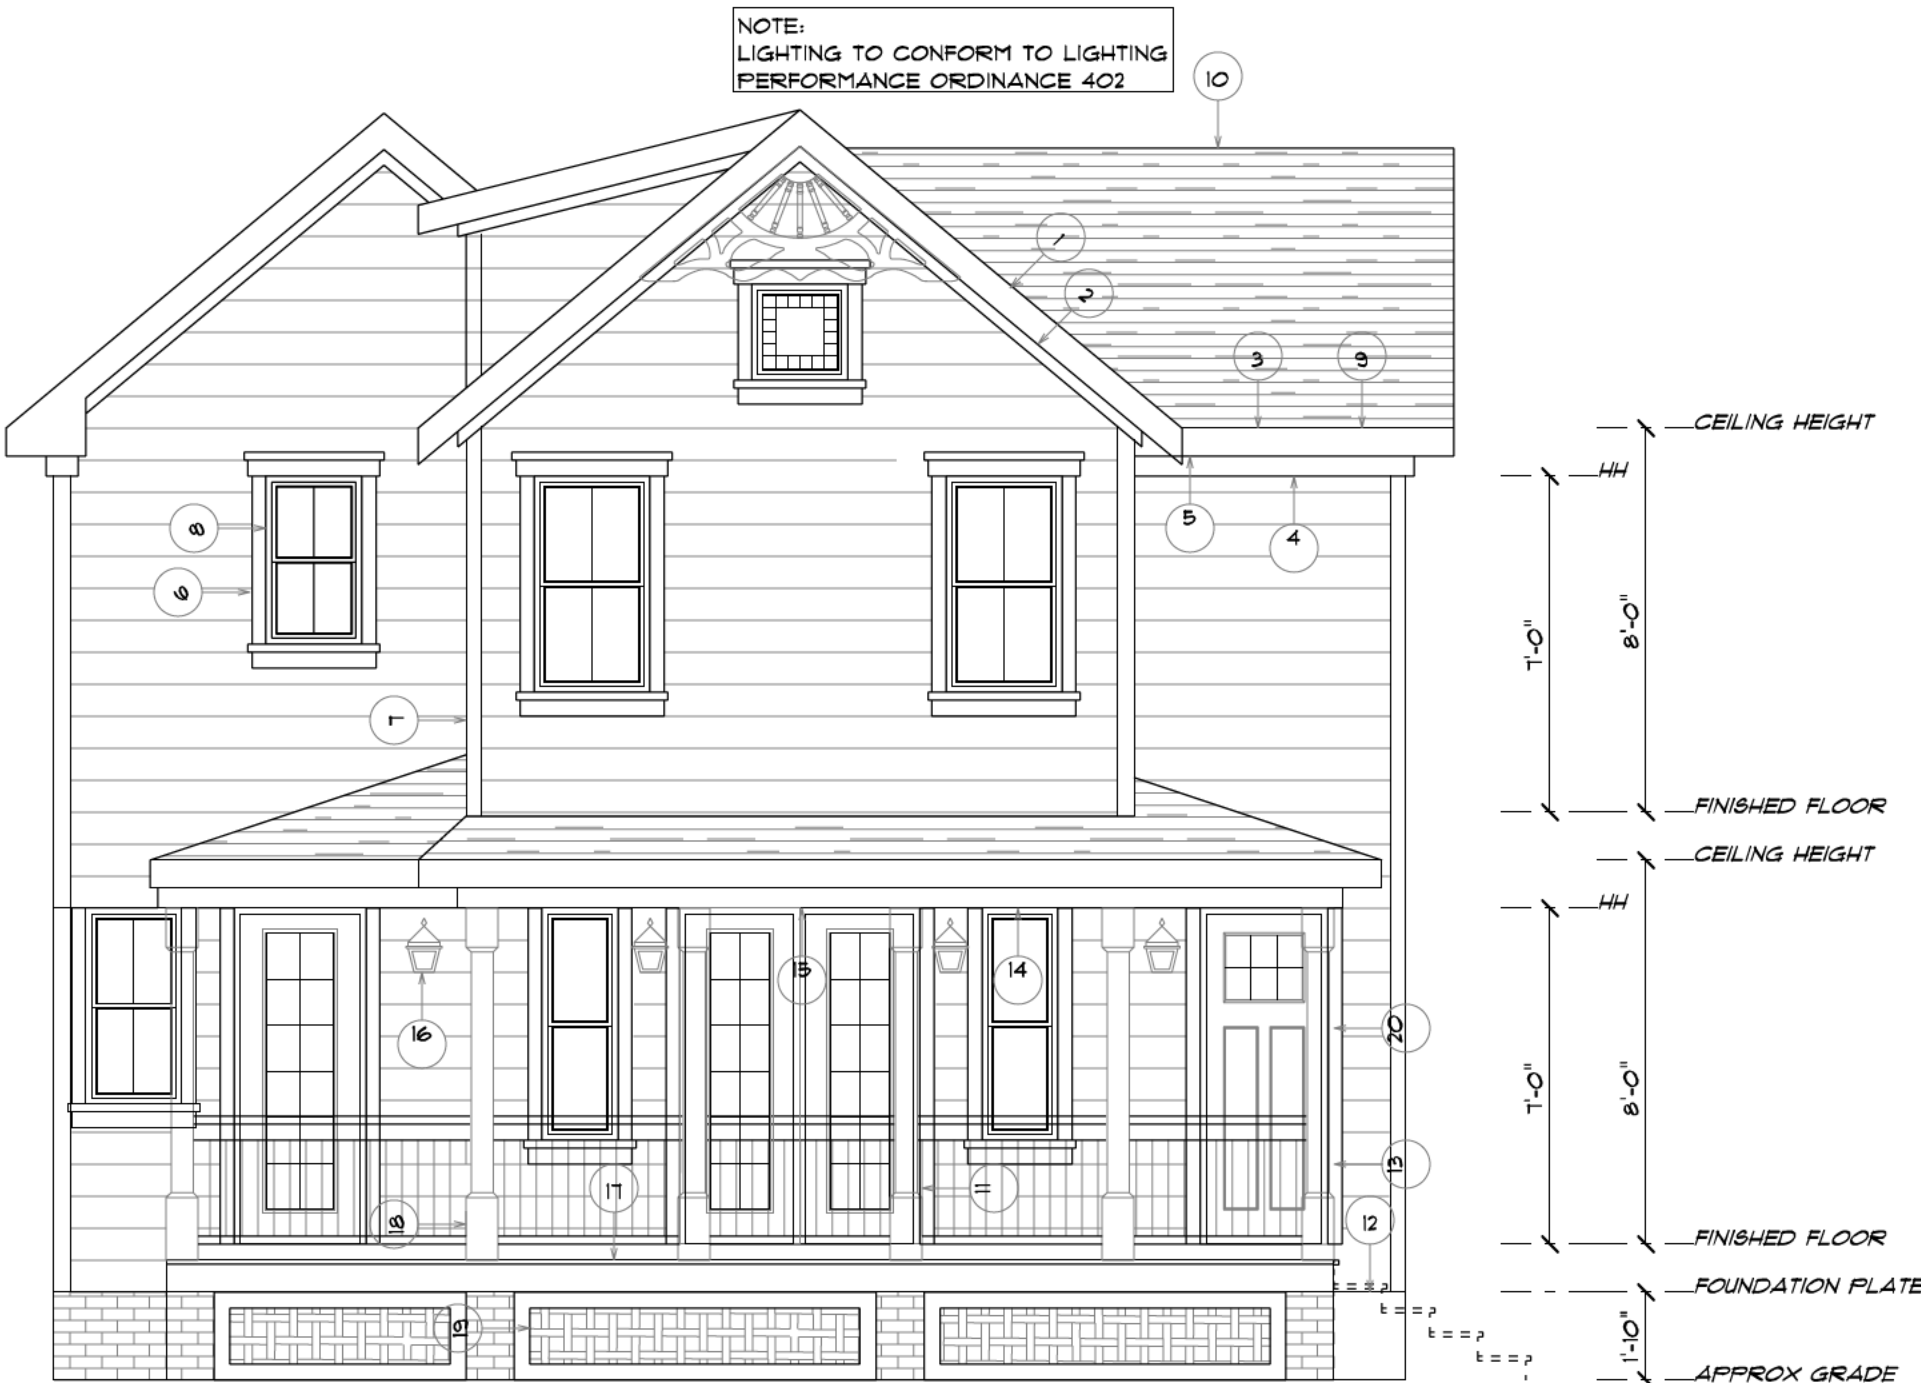 NOTE:
LIGHTING TO CONFORM TO LIGHTING
PERFORMANCE ORDINANCE 402
10
1
2
3
9
CEILING HEIGHT
HH
5
4
8
6
7'-0"
8'-0"
7
FINISHED FLOOR
CEILING HEIGHT
HH
15
14
16
20
7'-0"
8'-0"
13
17
11
18
12
FINISHED FLOOR
FOUNDATION PLATE
19
1'-10"
APPROX GRADE